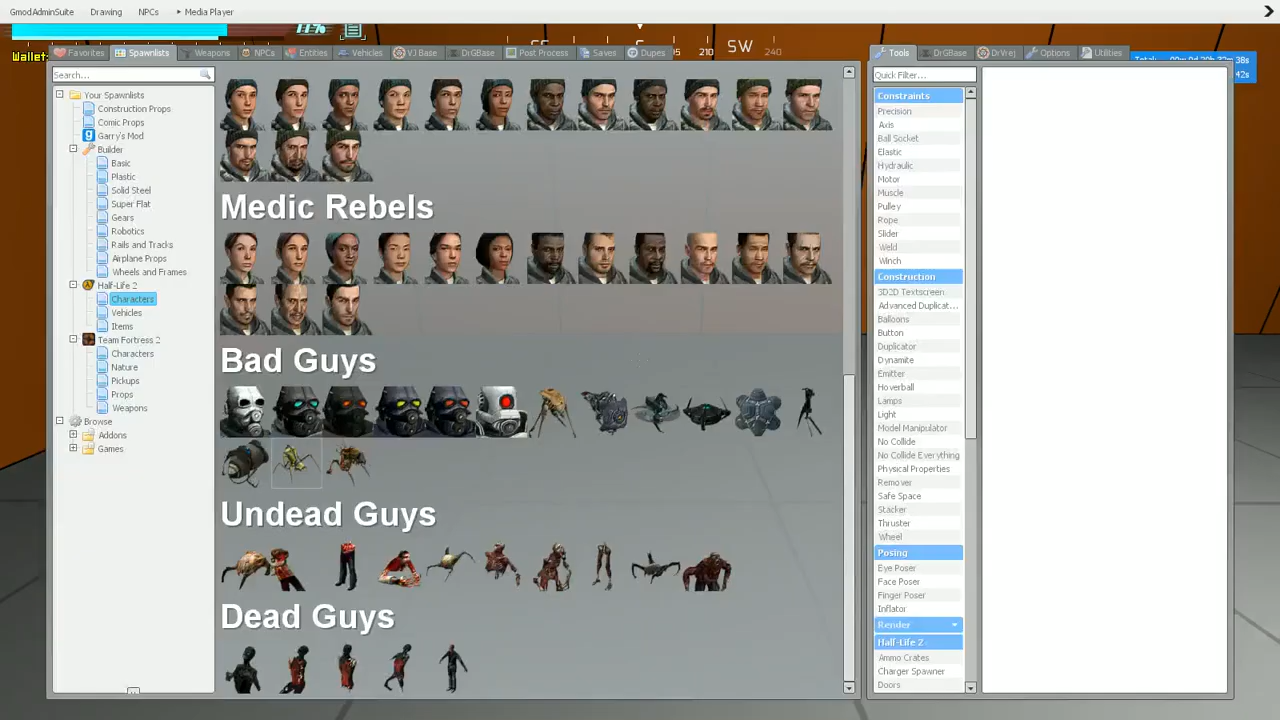 GmodAdminSuite Drawing NPCs Media Player
11%
SW
210 240
Wallet:
Favorites Spawnlists Weapons NPCs Entities Vehicles VJ Base DrGBase Post Process Saves Dupes
Tools DrGBase DrVrej Options Utilities
Search...
Your Spawnlists
Construction Props
Comic Props
Garry's Mod
Builder
Basic
Plastic
Solid Steel
Super Flat
Gears
Robotics
Rails and Tracks
Airplane Props
Wheels and Frames
Half-Life 2
Characters
Vehicles
Items
Team Fortress 2
Characters
Nature
Pickups
Props
Weapons
Browse
Addons
Games
Medic Rebels
Bad Guys
Undead Guys
Dead Guys
Quick Filter...
Constraints
Precision
Axis
Ball Socket
Elastic
Hydraulic
Motor
Muscle
Pulley
Rope
Slider
Weld
Winch
Construction
3D2D Textscreen
Advanced Duplicat...
Balloons
Button
Duplicator
Dynamite
Emitter
Hoverball
Lamps
Light
Model Manipulator
No Collide
No Collide Everything
Physical Properties
Remover
Safe Space
Stacker
Thruster
Wheel
Posing
Eye Poser
Face Poser
Finger Poser
Inflator
Render
Half-Life 2
Ammo Crates
Charger Spawner
Doors